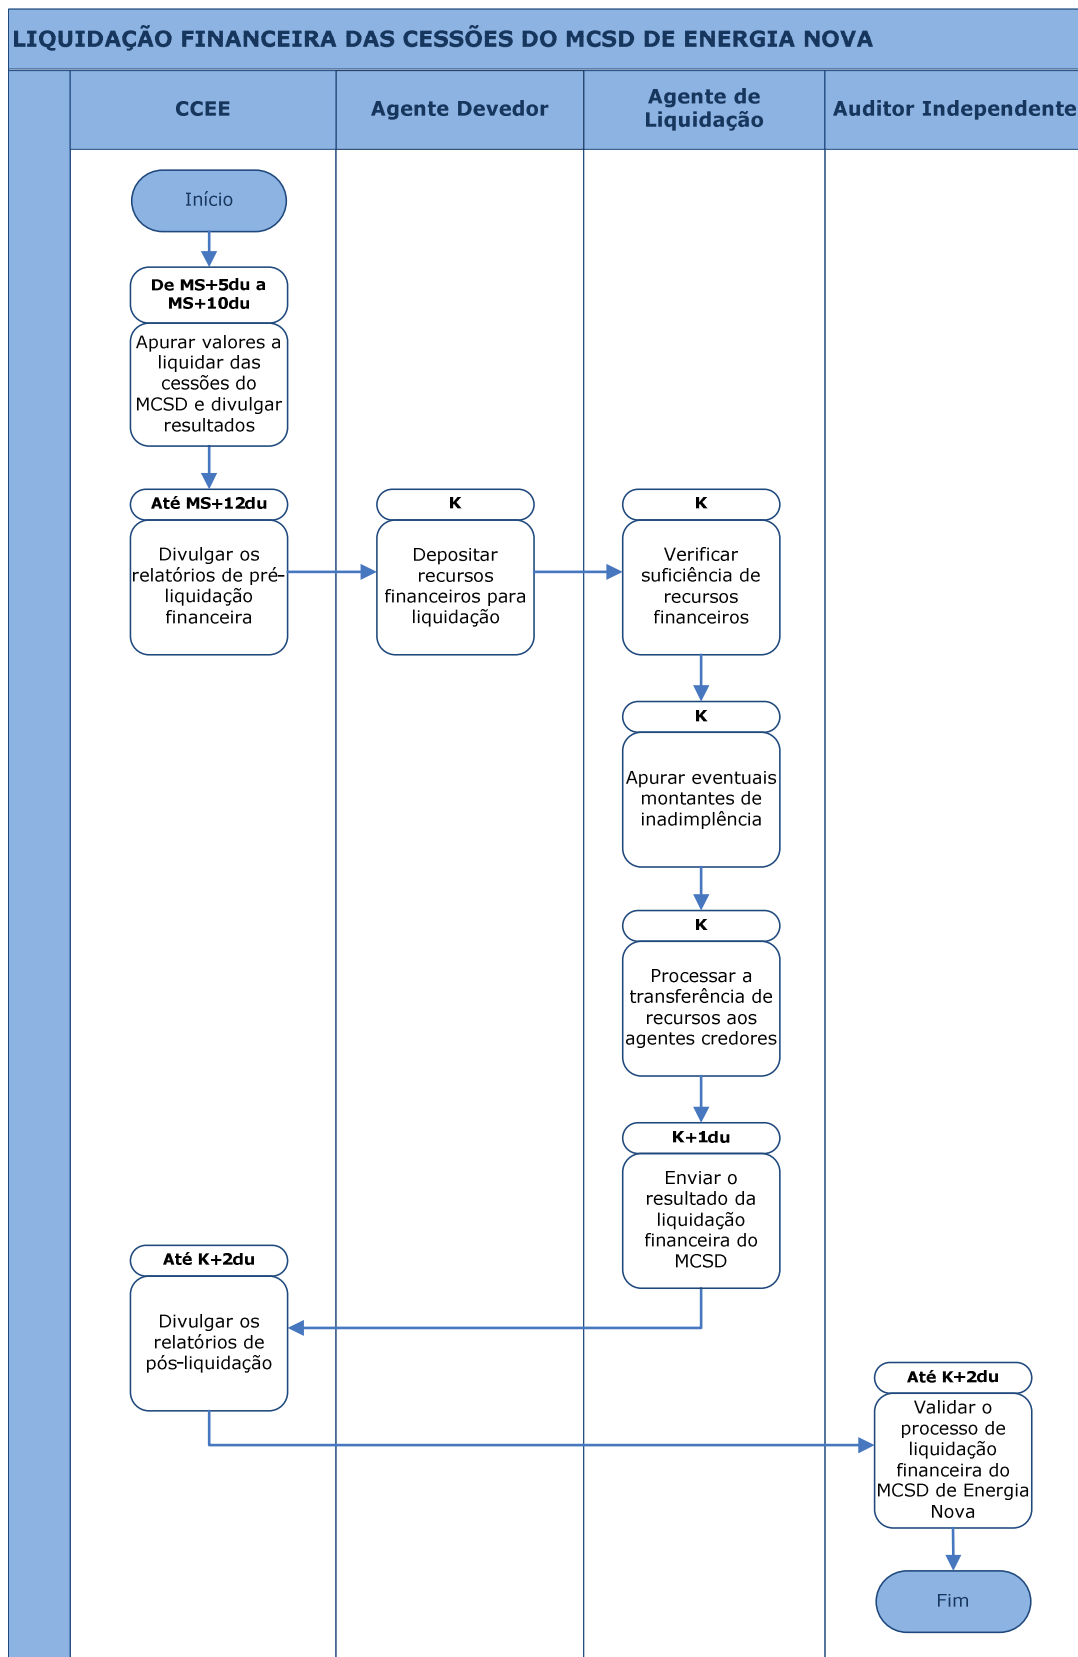 LIQUIDAÇÃO FINANCEIRA DAS CESSÕES DO MCSD DE ENERGIA NOVA
CCEE
Agente Devedor
Agente de
Liquidação
Auditor Independente
Início
De MS+5du a
MS+10du
Apurar valores a
liquidar das
cessões do
MCSD e divulgar
resultados
Até MS+12du
Divulgar os
relatórios de pré-
liquidação
financeira
K
Depositar
recursos
financeiros para
liquidação
K
Verificar
suficiência de
recursos
financeiros
K
Apurar eventuais
montantes de
inadimplência
K
Processar a
transferência de
recursos aos
agentes credores
K+1du
Enviar o
resultado da
liquidação
financeira do
MCSD
Até K+2du
Divulgar os
relatórios de
pós-liquidação
Até K+2du
Validar o
processo de
liquidação
financeira do
MCSD de Energia
Nova
Fim